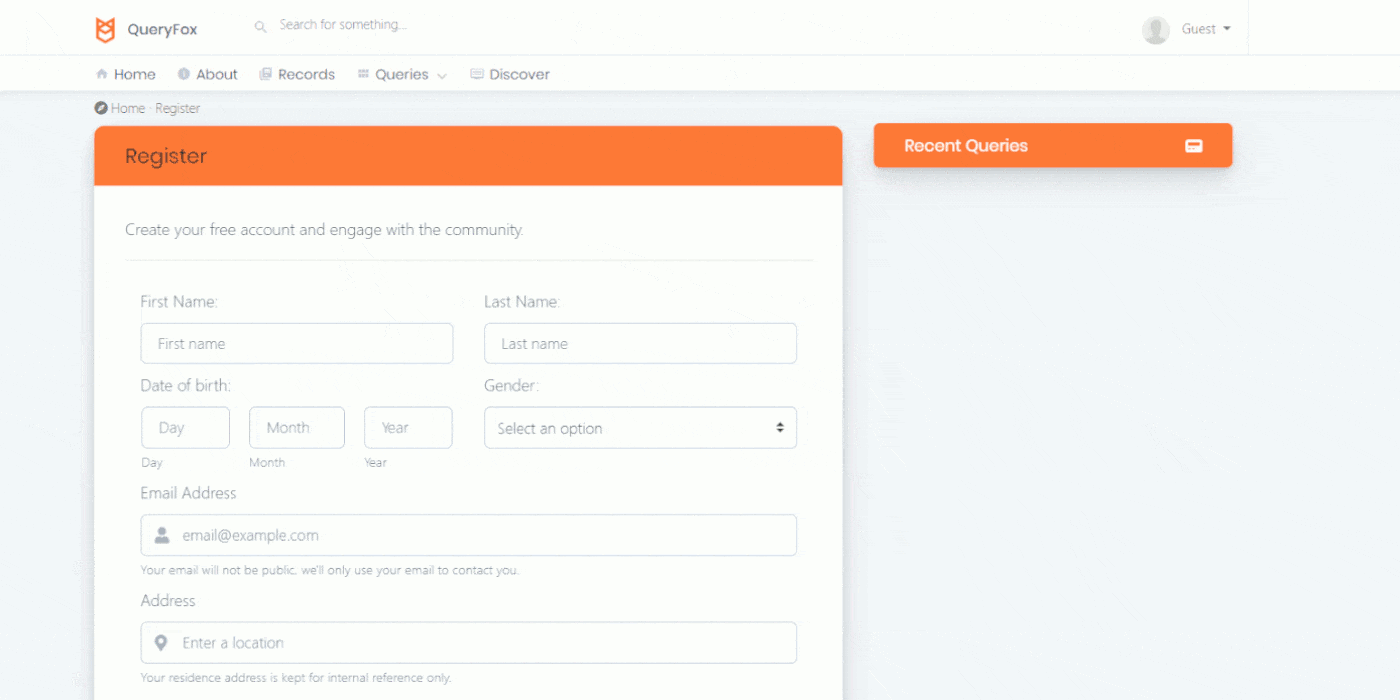 QueryFox
Search for something...
Guest
Home
About
Records
Queries
Discover
Home · Register
Register
Recent Queries
Create your free account and engage with the community.
First Name:
Last Name:
First name
Last name
Date of birth:
Gender:
Day
Month
Year
Select an option
Day
Month
Year
Email Address
email@example.com
Your email will not be public, we'll only use your email to contact you.
Address
Enter a location
Your residence address is kept for internal reference only.